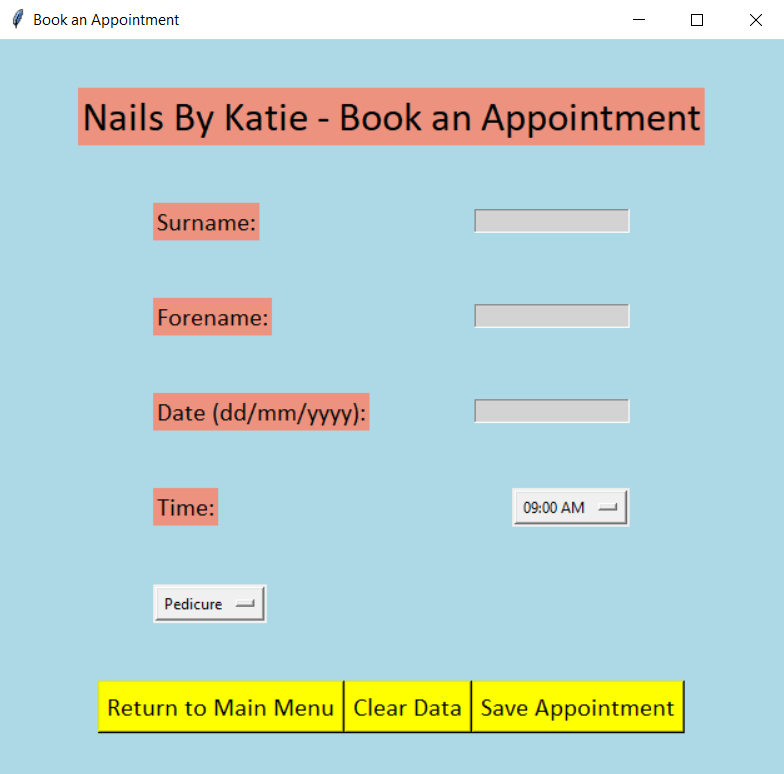 Book an Appointment
Nails By Katie - Book an Appointment
Surname:
Forename:
Date (dd/mm/yyyy):
Time: 09:00 AM
Pedicure
Return to Main Menu Clear Data Save Appointment